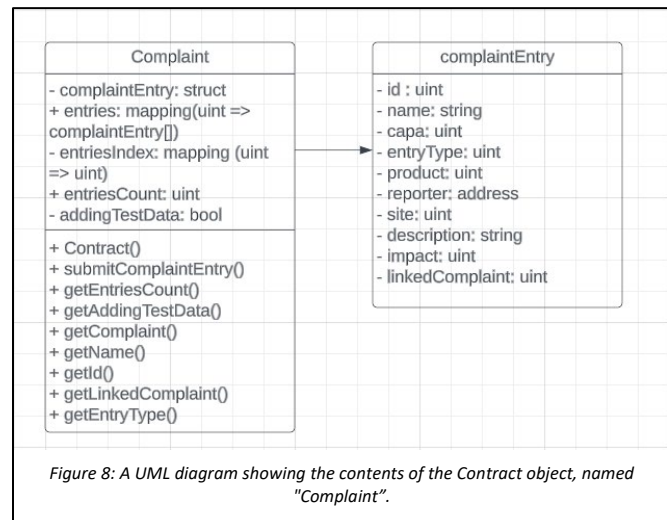 Complaint
- complaintEntry: struct
+ entries: mapping(uint =>
complaintEntry[])
- entriesIndex: mapping (uint
=> uint)
+ entriesCount: uint
- addingTestData: bool
+ Contract()
+ submitComplaintEntry()
+ getEntriesCount()
+ getAddingTestData()
+ getComplaint()
+ getName()
+ getId()
+ getLinkedComplaint()
+ getEntryType()
complaintEntry
- id : uint
- name: string
- capa: uint
- entryType: uint
- product: uint
- reporter: address
- site: uint
- description: string
- impact: uint
- linkedComplaint: uint
Figure 8: A UML diagram showing the contents of the Contract object, named
"Complaint”.